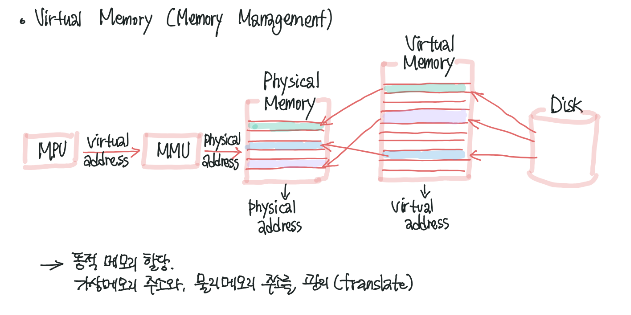 • Virtual Memory (Memory Management)
Virtual
Memory
Physical
Memory
Disk
MPU
virtual
address
MMU
physical
address
physical
address
virtual
address
→ 동적 메모리 할당.
가상메모리 주소와, 물리메모리 주소를, 관리 (translate)